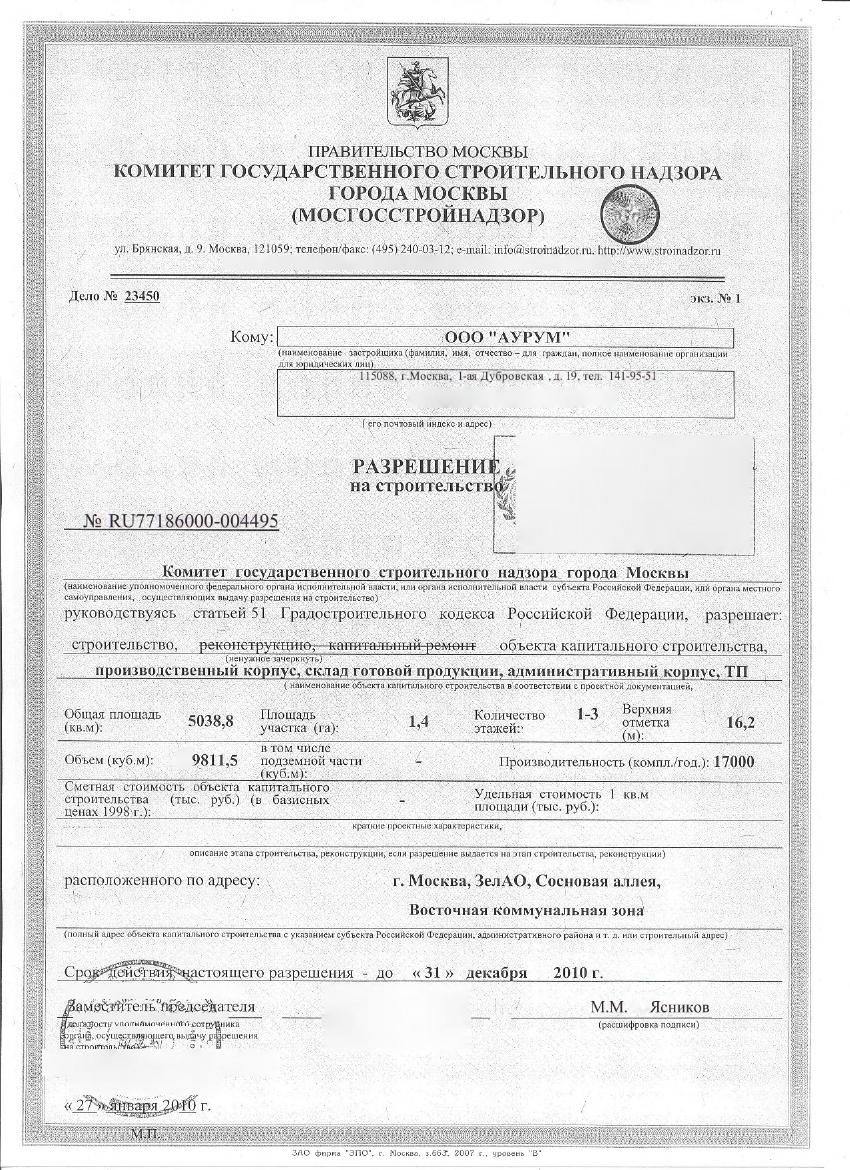 ПРАВИТЕЛЬСТВО МОСКВЫ
КОМИТЕТ ГОСУДАРСТВЕННОГО СТРОИТЕЛЬНОГО НАДЗОРА
ГОРОДА МОСКВЫ
(МОСГОССТРОЙНАДЗОР)
ул. Брянская, д. 9. Москва, 121059; телефон/факс: (495) 240-03-12; e-mail: info@stroinadzor.ru, http://www.stroinadzor.ru
Дело № 23450 экз. № 1
Кому: ООО "АУРУМ"
(наименование застройщика (фамилия, имя, отчество – для граждан, полное наименование организации
для юридических лиц)
115088, г.Москва, 1-ая Дубровская , д. 19, тел. 141-95-51
( его почтовый индекс и адрес)
РАЗРЕШЕНИЕ
на строительство
№ RU77186000-004495
Комитет государственного строительного надзора города Москвы
(наименование уполномоченного федерального органа исполнительной власти, или органа исполнительной власти субъекта Российской Федерации, или органа местного
самоуправления, осуществляющих выдачу разрешения на строительство)
руководствуясь статьей 51 Градостроительного кодекса Российской Федерации, разрешает:
строительство, реконструкцию, капитальный ремонт объекта капитального строительства,
(ненужное зачеркнуть)
производственный корпус, склад готовой продукции, административный корпус, ТП
( наименование объекта капитального строительства в соответствии с проектной документацией,
Общая площадь (кв.м): 5038,8 Площадь участка (га): 1,4 Количество этажей: 1-3 Верхняя отметка (м): 16,2
Объем (куб.м): 9811,5 в том числе подземной части (куб.м): - Производительность (компл./год.): 17000
Сметная стоимость объекта капитального
строительства (тыс. руб.) (в базисных
ценах 1998 г.): - Удельная стоимость 1 кв.м
площади (тыс. руб.):
краткие проектные характеристики,
описание этапа строительства, реконструкции, если разрешение выдается на этап строительства, реконструкции)
расположенного по адресу: г. Москва, ЗелАО, Сосновая аллея,
Восточная коммунальная зона
(полный адрес объекта капитального строительства с указанием субъекта Российской Федерации, административного района и т. д. или строительный адрес)
Срок действия настоящего разрешения - до « 31 » декабря 2010 г.
Заместитель председателя М.М. Ясников
(должность уполномоченного сотрудника (расшифровка подписи)
органа, осуществляющего выдачу разрешения
на строительство
« 27 » января 2010 г.
М.П.
ЗАО фирма "ЭПО", г. Москва, з.663, 2007 г., уровень "В"